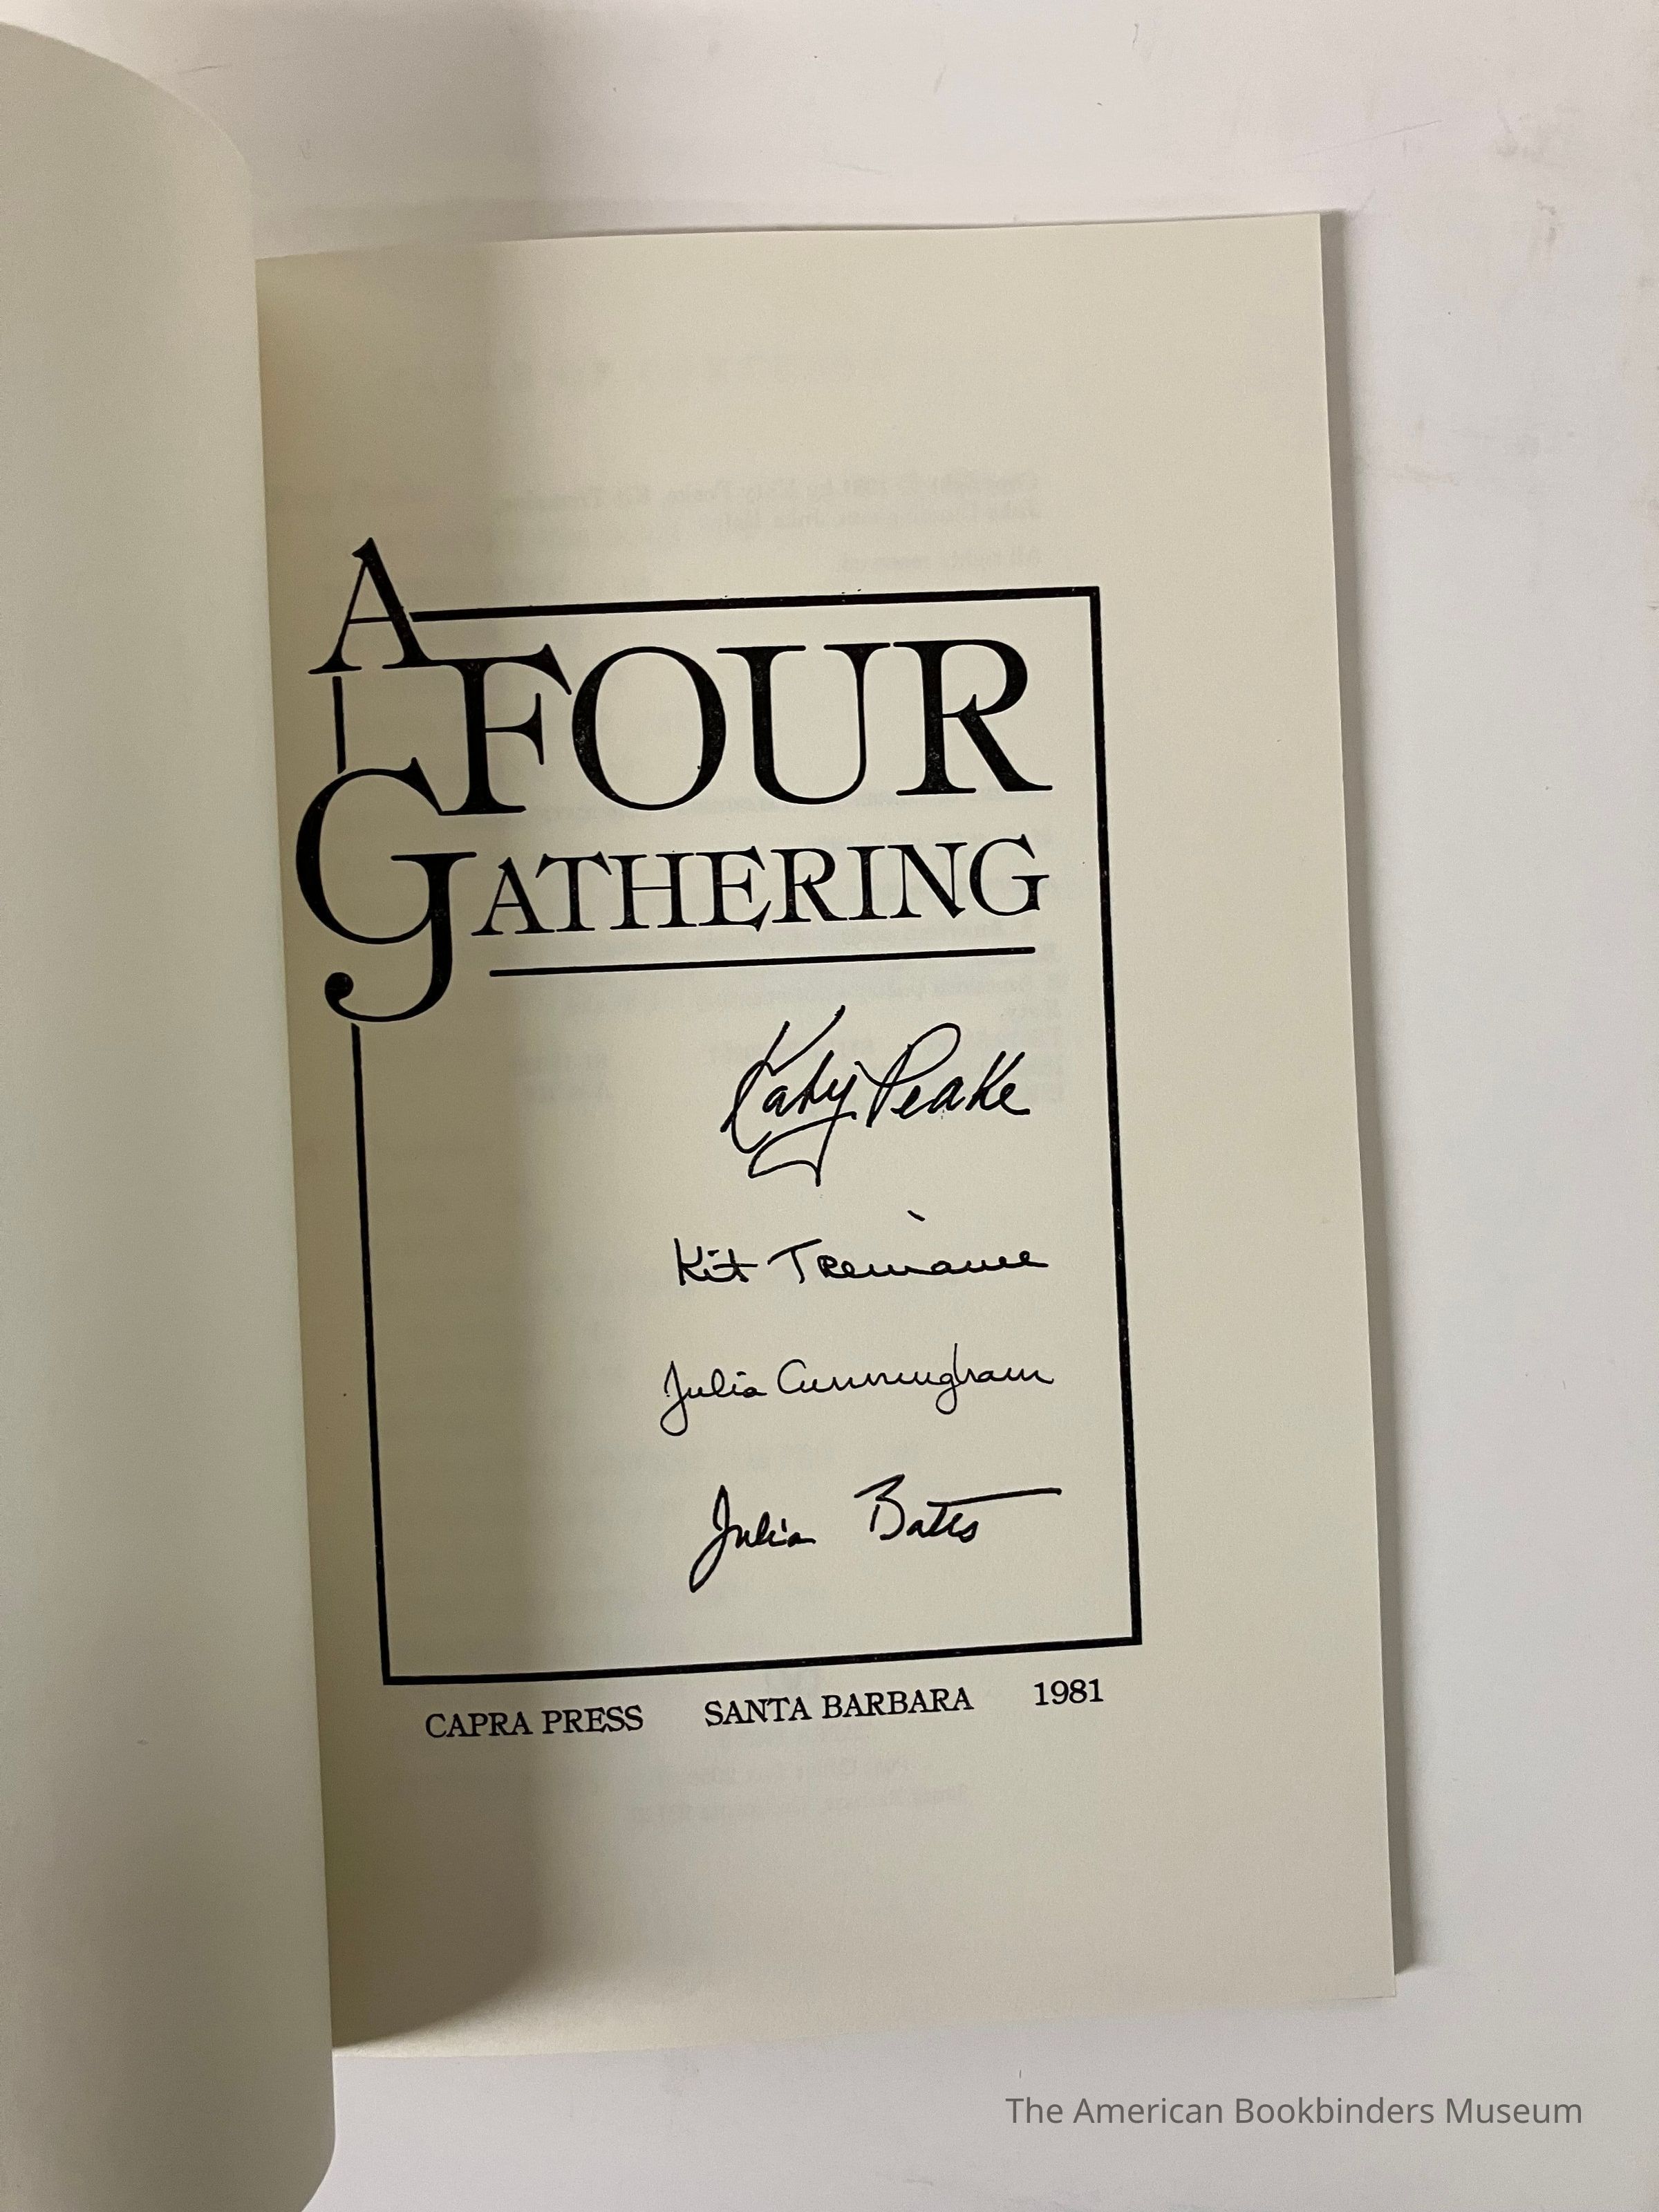 A
FOUR
GATHERING
Katy Peake
Kit Tremaine
Julia Cunningham
Julia Bates
CAPRA PRESS SANTA BARBARA 1981
The American Bookbinders Museum